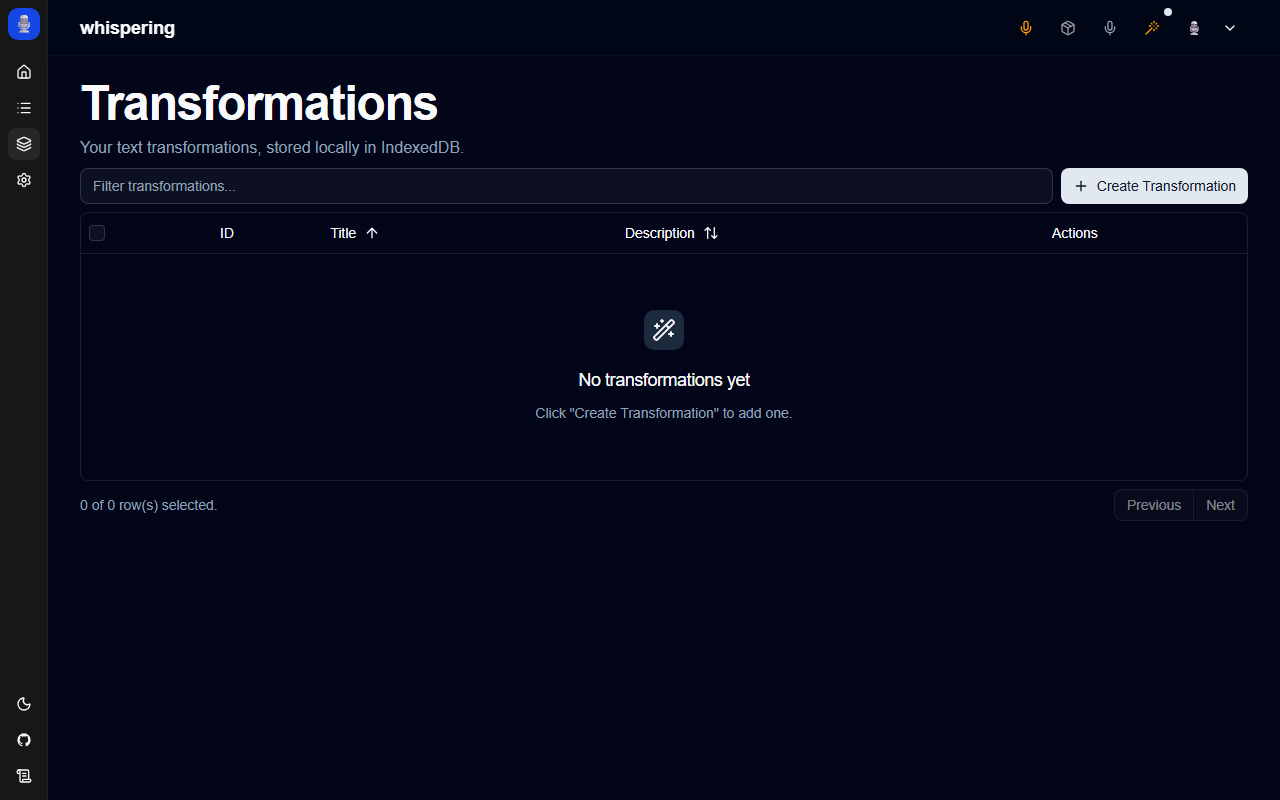 whispering
Transformations
Your text transformations, stored locally in IndexedDB.
Filter transformations...
Create Transformation
ID Title Description Actions
No transformations yet
Click "Create Transformation" to add one.
0 of 0 row(s) selected.
Previous Next